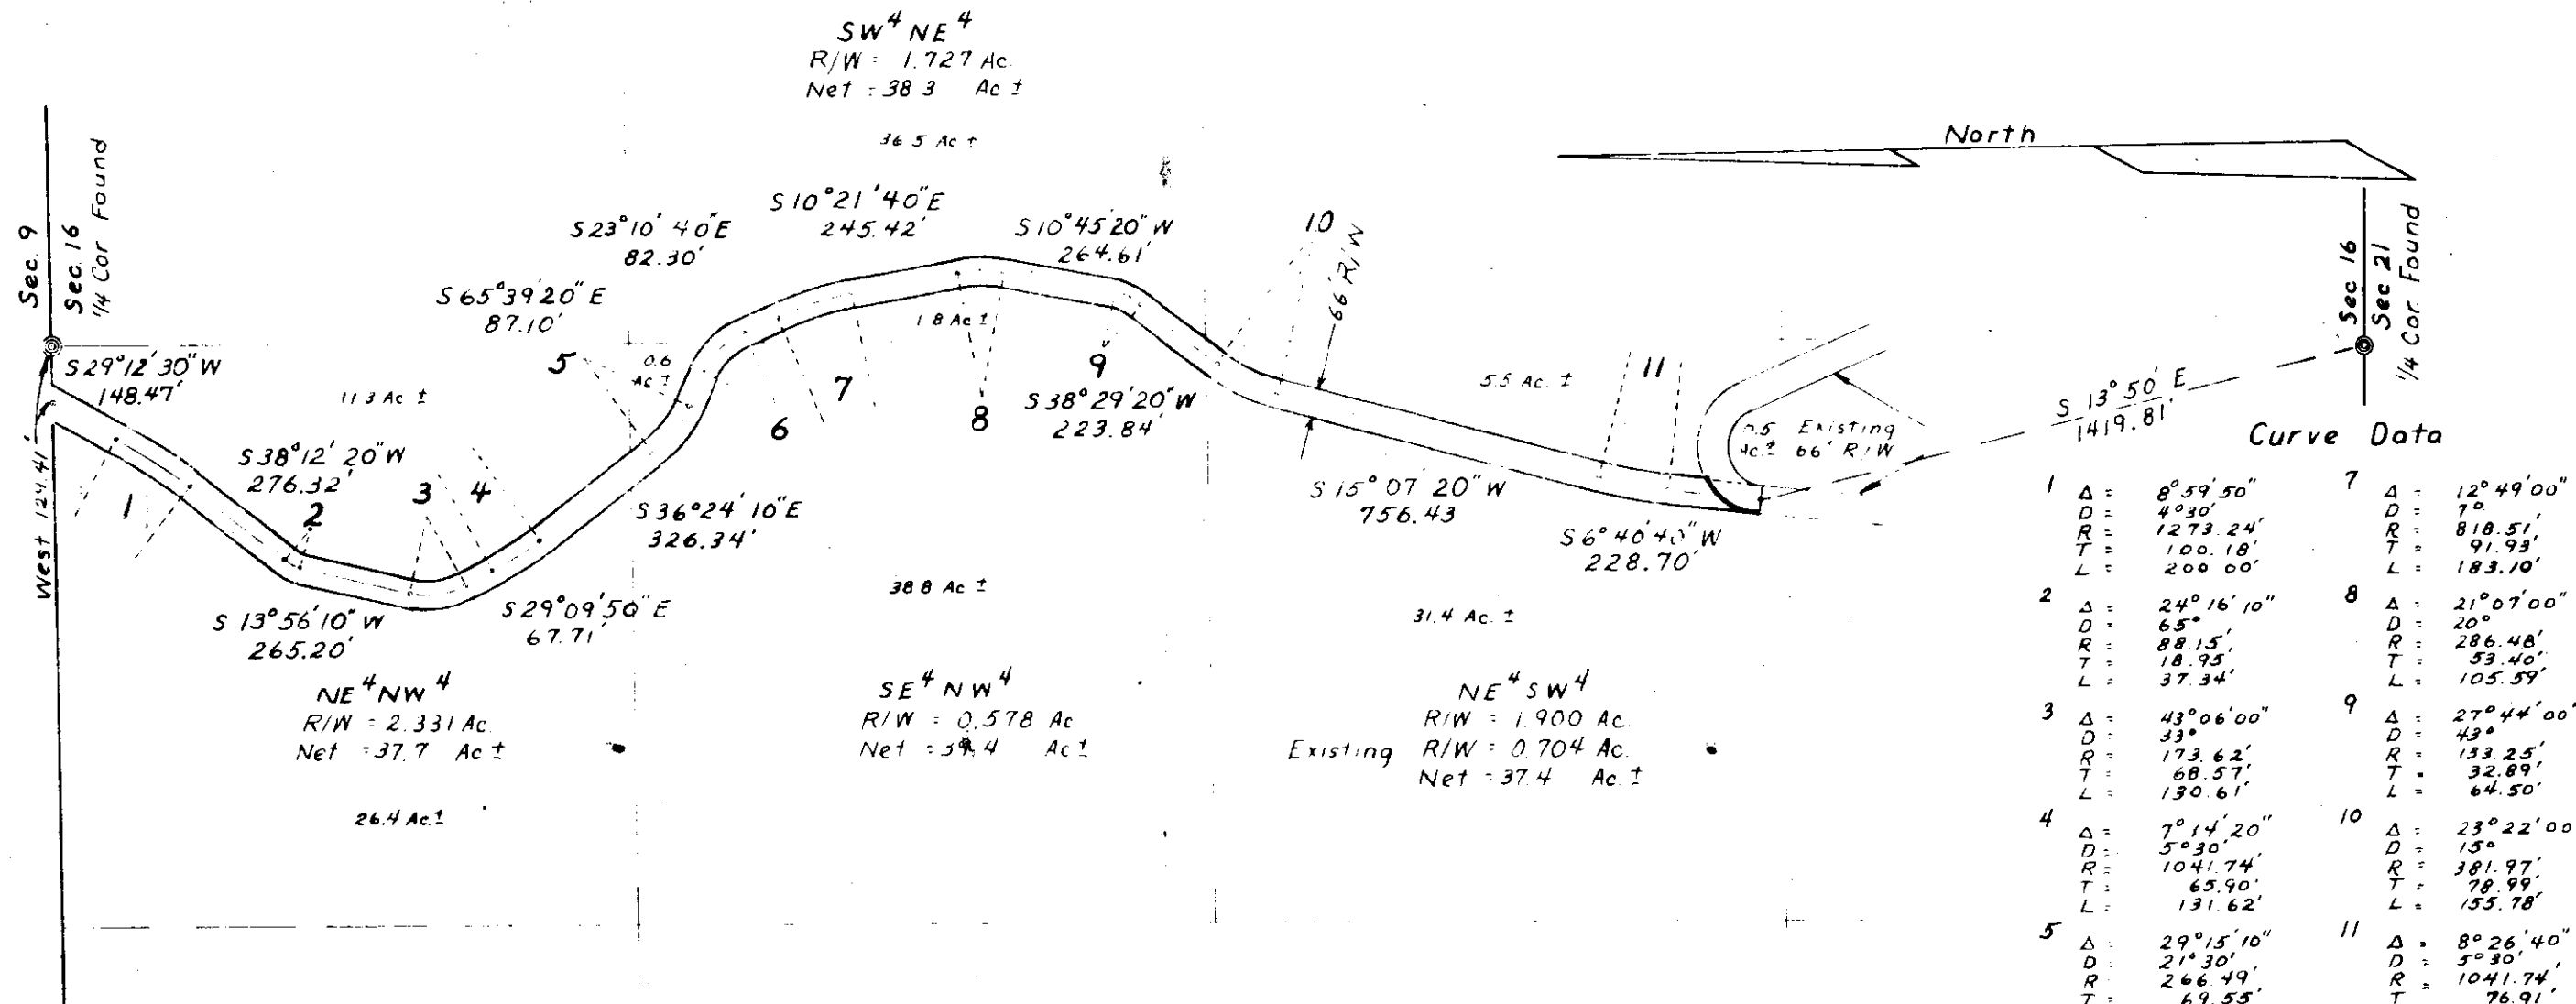 SW⁴ NE⁴
R/W = 1.727 Ac.
Net = 38.3 Ac ±
36.5 Ac ±
North
Sec. 9
Sec. 16
1/4 Cor Found
S 29° 12' 30" W
148.47'
West 124.41'
11.3 Ac ±
1
S 38° 12' 20" W
276.32'
2
3
4
S 13° 56' 10" W
265.20'
S 29° 09' 50" E
67.71'
S 36° 24' 10" E
326.34'
5
0.6
Ac ±
S 65° 39' 20" E
87.10'
S 23° 10' 40" E
82.30'
6
7
S 10° 21' 40" E
245.42'
1.8 Ac ±
8
S 10° 45' 20" W
264.61'
9
S 38° 29' 20" W
223.84'
10
66' R/W
S 15° 07' 20" W
756.43
5.5 Ac. ±
11
S 6° 40' 40" W
228.70'
0.5 Existing
Ac ± 66' R/W
S 13° 50' E
1419.81'
Sec 16
Sec 21
1/4 Cor. Found
38.8 Ac ±
31.4 Ac. ±
NE⁴ NW⁴
R/W = 2.331 Ac.
Net = 37.7 Ac ±
26.4 Ac. ±
SE⁴ NW⁴
R/W = 0.578 Ac
Net = 39.4 Ac ±
NE⁴ SW⁴
R/W = 1.900 Ac.
Existing R/W = 0.704 Ac.
Net = 37.4 Ac. ±
Curve Data
1 Δ = 8° 59' 50"
D = 4° 30'
R = 1273.24'
T = 100.18'
L = 200.00'
2 Δ = 24° 16' 10"
D = 65°
R = 88.15'
T = 18.95'
L = 37.34'
3 Δ = 43° 06' 00"
D = 33°
R = 173.62'
T = 68.57'
L = 130.61'
4 Δ = 7° 14' 20"
D = 5° 30'
R = 1041.74'
T = 65.90'
L = 131.62'
5 Δ = 29° 15' 10"
D = 21° 30'
R = 266.49'
T = 69.55'
7 Δ = 12° 49' 00"
D = 7°
R = 818.51'
T = 91.93'
L = 183.10'
8 Δ = 21° 07' 00"
D = 20°
R = 286.48'
T = 53.40'
L = 105.59'
9 Δ = 27° 44' 00"
D = 43°
R = 133.25'
T = 32.89'
L = 64.50'
10 Δ = 23° 22' 00
D = 15°
R = 381.97'
T = 78.99'
L = 155.78'
11 Δ = 8° 26' 40"
D = 5° 30'
R = 1041.74'
T 76.91'